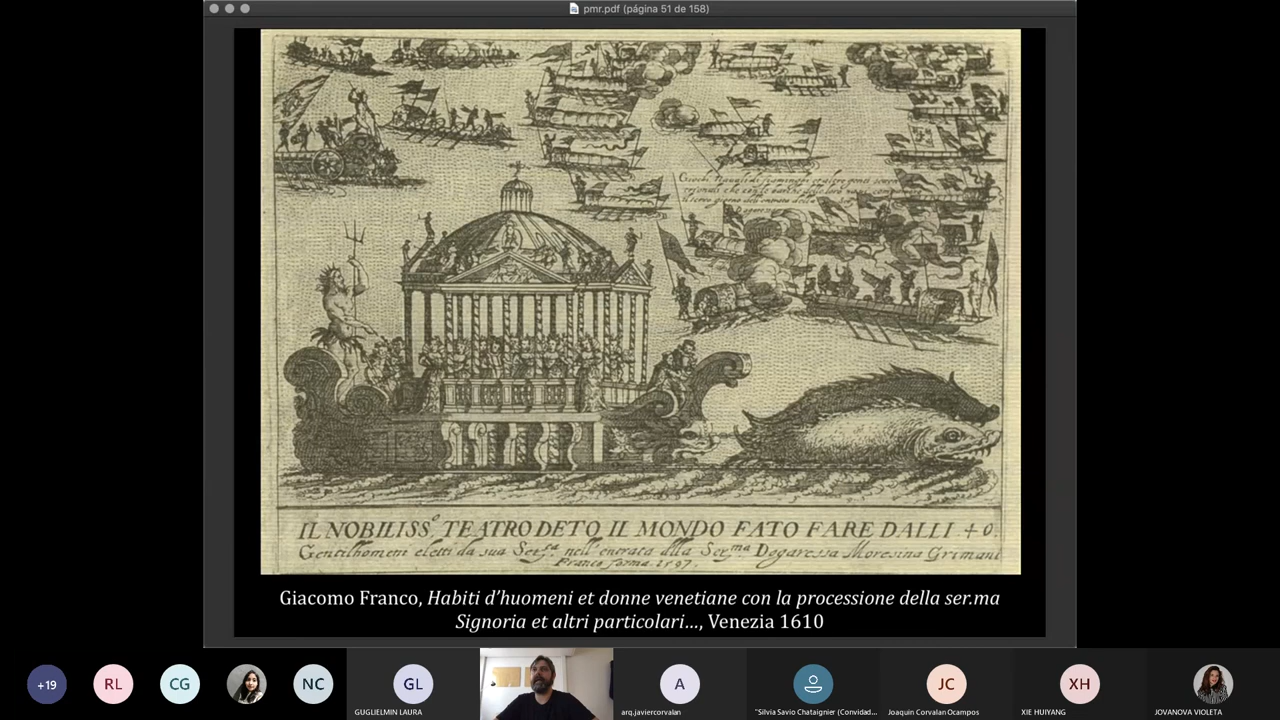 pmr.pdf (página 51 de 158)
IL NOBILISS.º TEATRO DETO IL MONDO FATO FARE DALLI 40.
Gentilhomeni eletti da sua Ser.ta nell'entrata della Ser.ma Dogaressa Moresina Grimani
Franco forma 1597.
Giacomo Franco, Habiti d'huomeni et donne venetiane con la processione della ser.ma
Signoria et altri particolari…, Venezia 1610
+19
RL
CG
NC
GL
A
JC
XH
GUGLIELMIN LAURA
arq.javiercorvalan
"Silvia Savio Chataignier (Convidad...
Joaquin Corvalan Ocampos
XIE HUIYANG
JOVANOVA VIOLETA